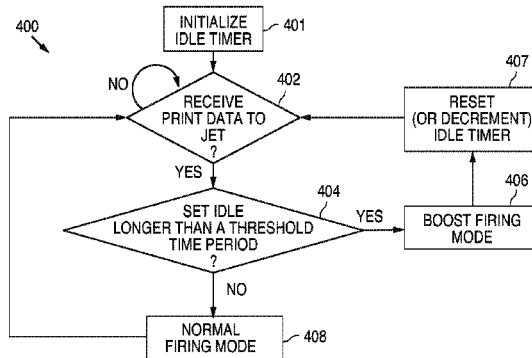 400
INITIALIZE
IDLE TIMER
401
NO
402
RECEIVE
PRINT DATA TO
JET
?
407
RESET
(OR DECREMENT)
IDLE TIMER
YES
404
SET IDLE
LONGER THAN A THRESHOLD
TIME PERIOD
?
YES
406
BOOST FIRING
MODE
NO
NORMAL
FIRING MODE
408